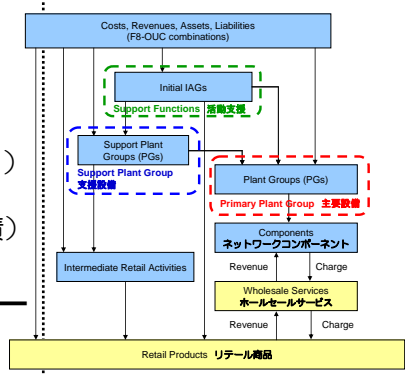 Costs, Revenues, Assets, Liabilities
(F8-OUC combinations)
Initial IAGs
Support Functions 活動支援
Support Plant
Groups (PGs)
Support Plant Group
支援設備
Plant Groups (PGs)
Primary Plant Group 主要設備
）
Components
ネットワークコンポーネント
責）
Intermediate Retail Activities
Revenue Charge
Wholesale Services
ホールセールサービス
Revenue Charge
Retail Products リテール商品